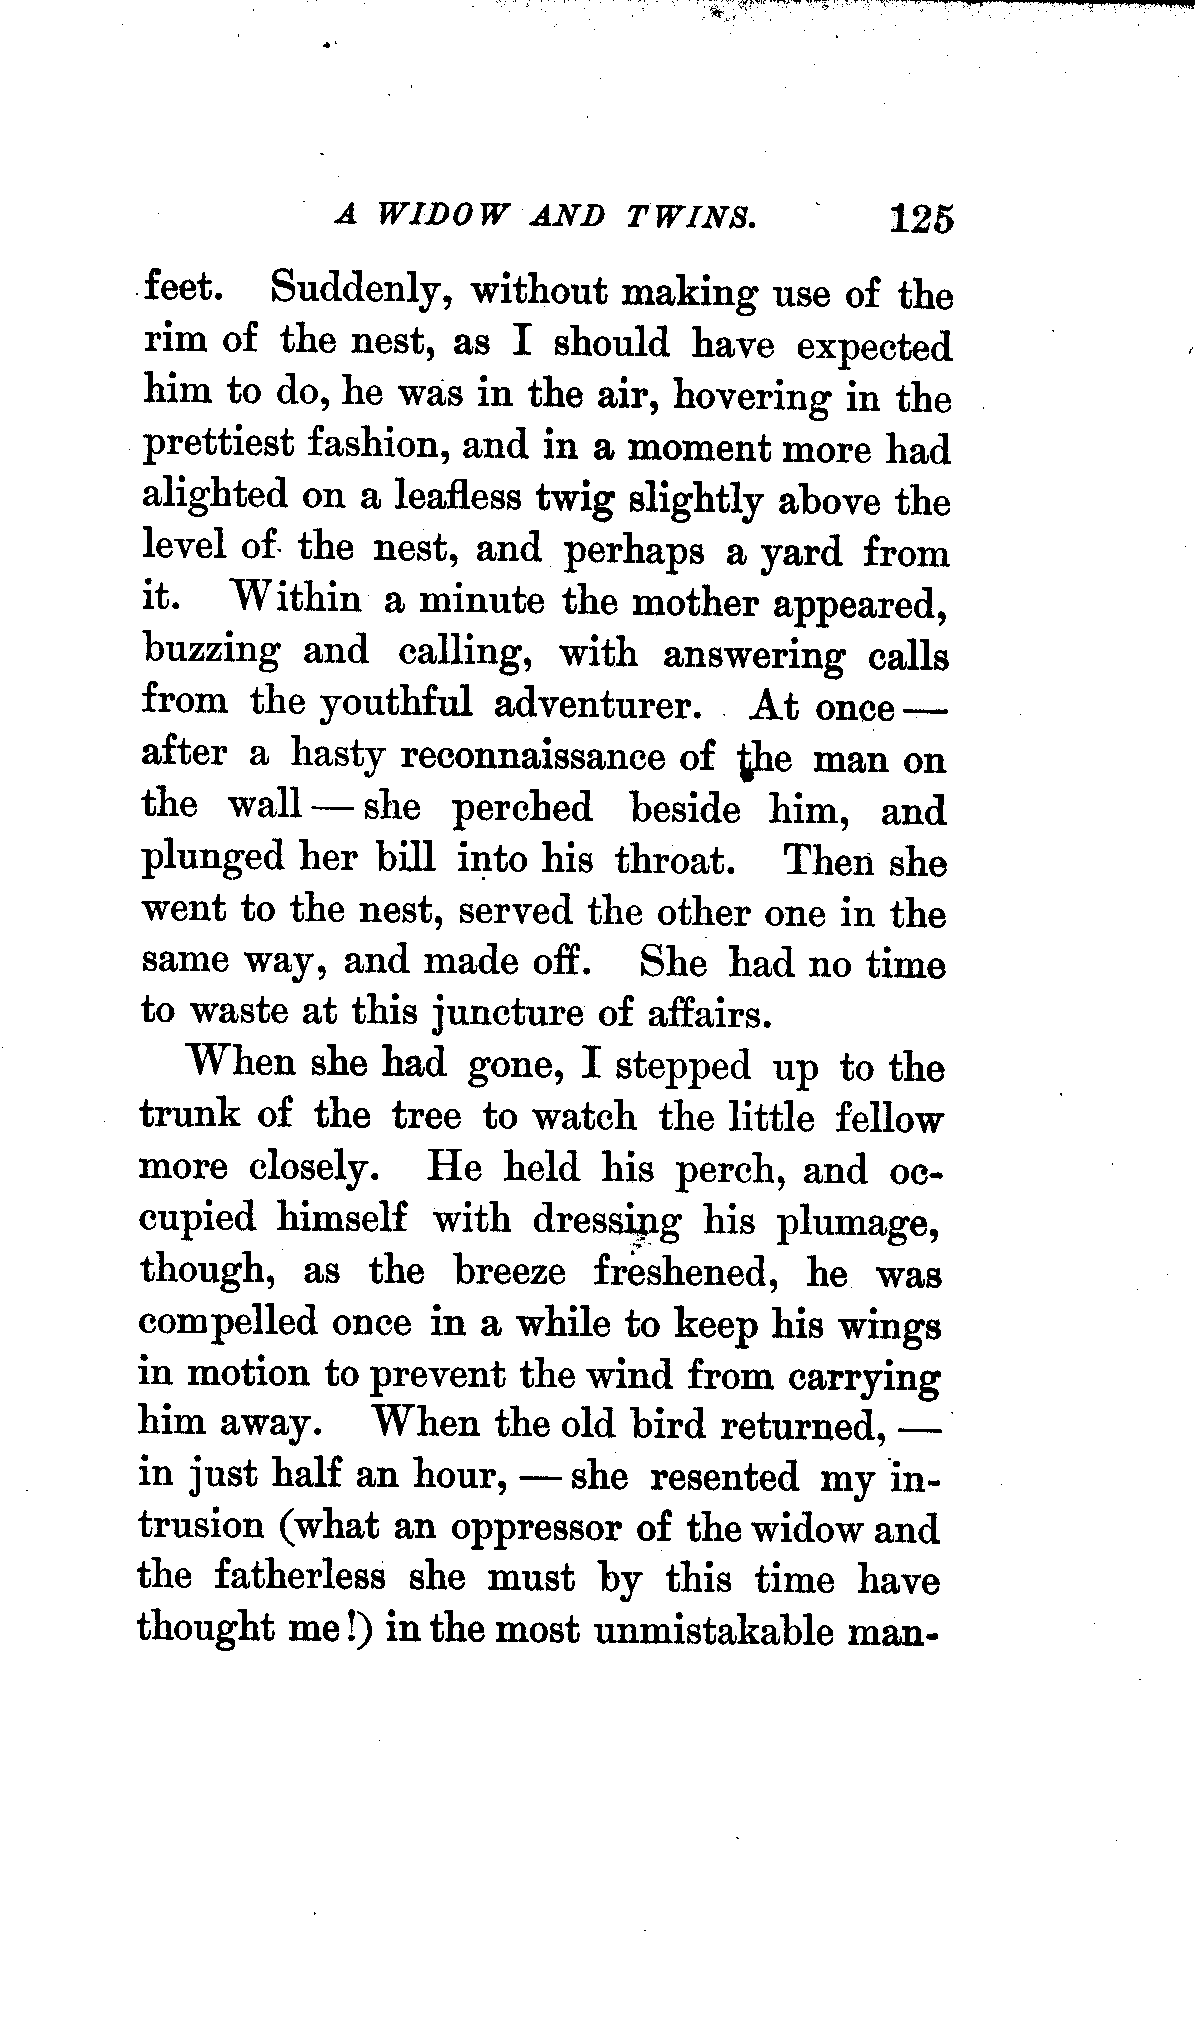 A WIDOW AND TWINS. 125
feet. Suddenly, without making use of the
rim of the nest, as I should have expected
him to do, he was in the air, hovering in the
prettiest fashion, and in a moment more had
alighted on a leafless twig slightly above the
level of the nest, and perhaps a yard from
it. Within a minute the mother appeared,
buzzing and calling, with answering calls
from the youthful adventurer. At once —
after a hasty reconnaissance of the man on
the wall — she perched beside him, and
plunged her bill into his throat. Then she
went to the nest, served the other one in the
same way, and made off. She had no time
to waste at this juncture of affairs.
When she had gone, I stepped up to the
trunk of the tree to watch the little fellow
more closely. He held his perch, and oc-
cupied himself with dressing his plumage,
though, as the breeze freshened, he was
compelled once in a while to keep his wings
in motion to prevent the wind from carrying
him away. When the old bird returned, —
in just half an hour, — she resented my in-
trusion (what an oppressor of the widow and
the fatherless she must by this time have
thought me!) in the most unmistakable man-